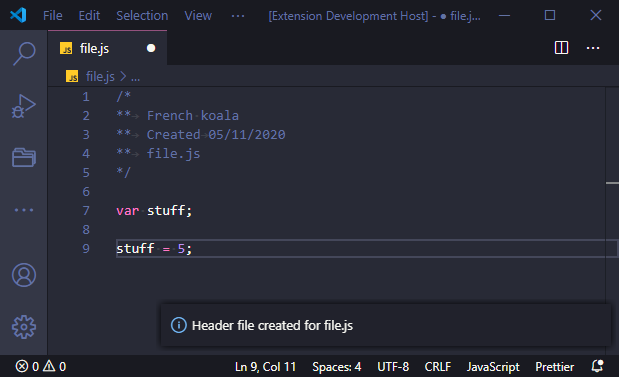 File Edit Selection View ··· [Extension Development Host] - ● file.j...
JS file.js ●
JS file.js > ...
1 /*
2 ** French koala
3 ** Created 05/11/2020
4 ** file.js
5 */
6
7 var stuff;
8
9 stuff = 5;
Header file created for file.js
0 0 Ln 9, Col 11 Spaces: 4 UTF-8 CRLF JavaScript Prettier